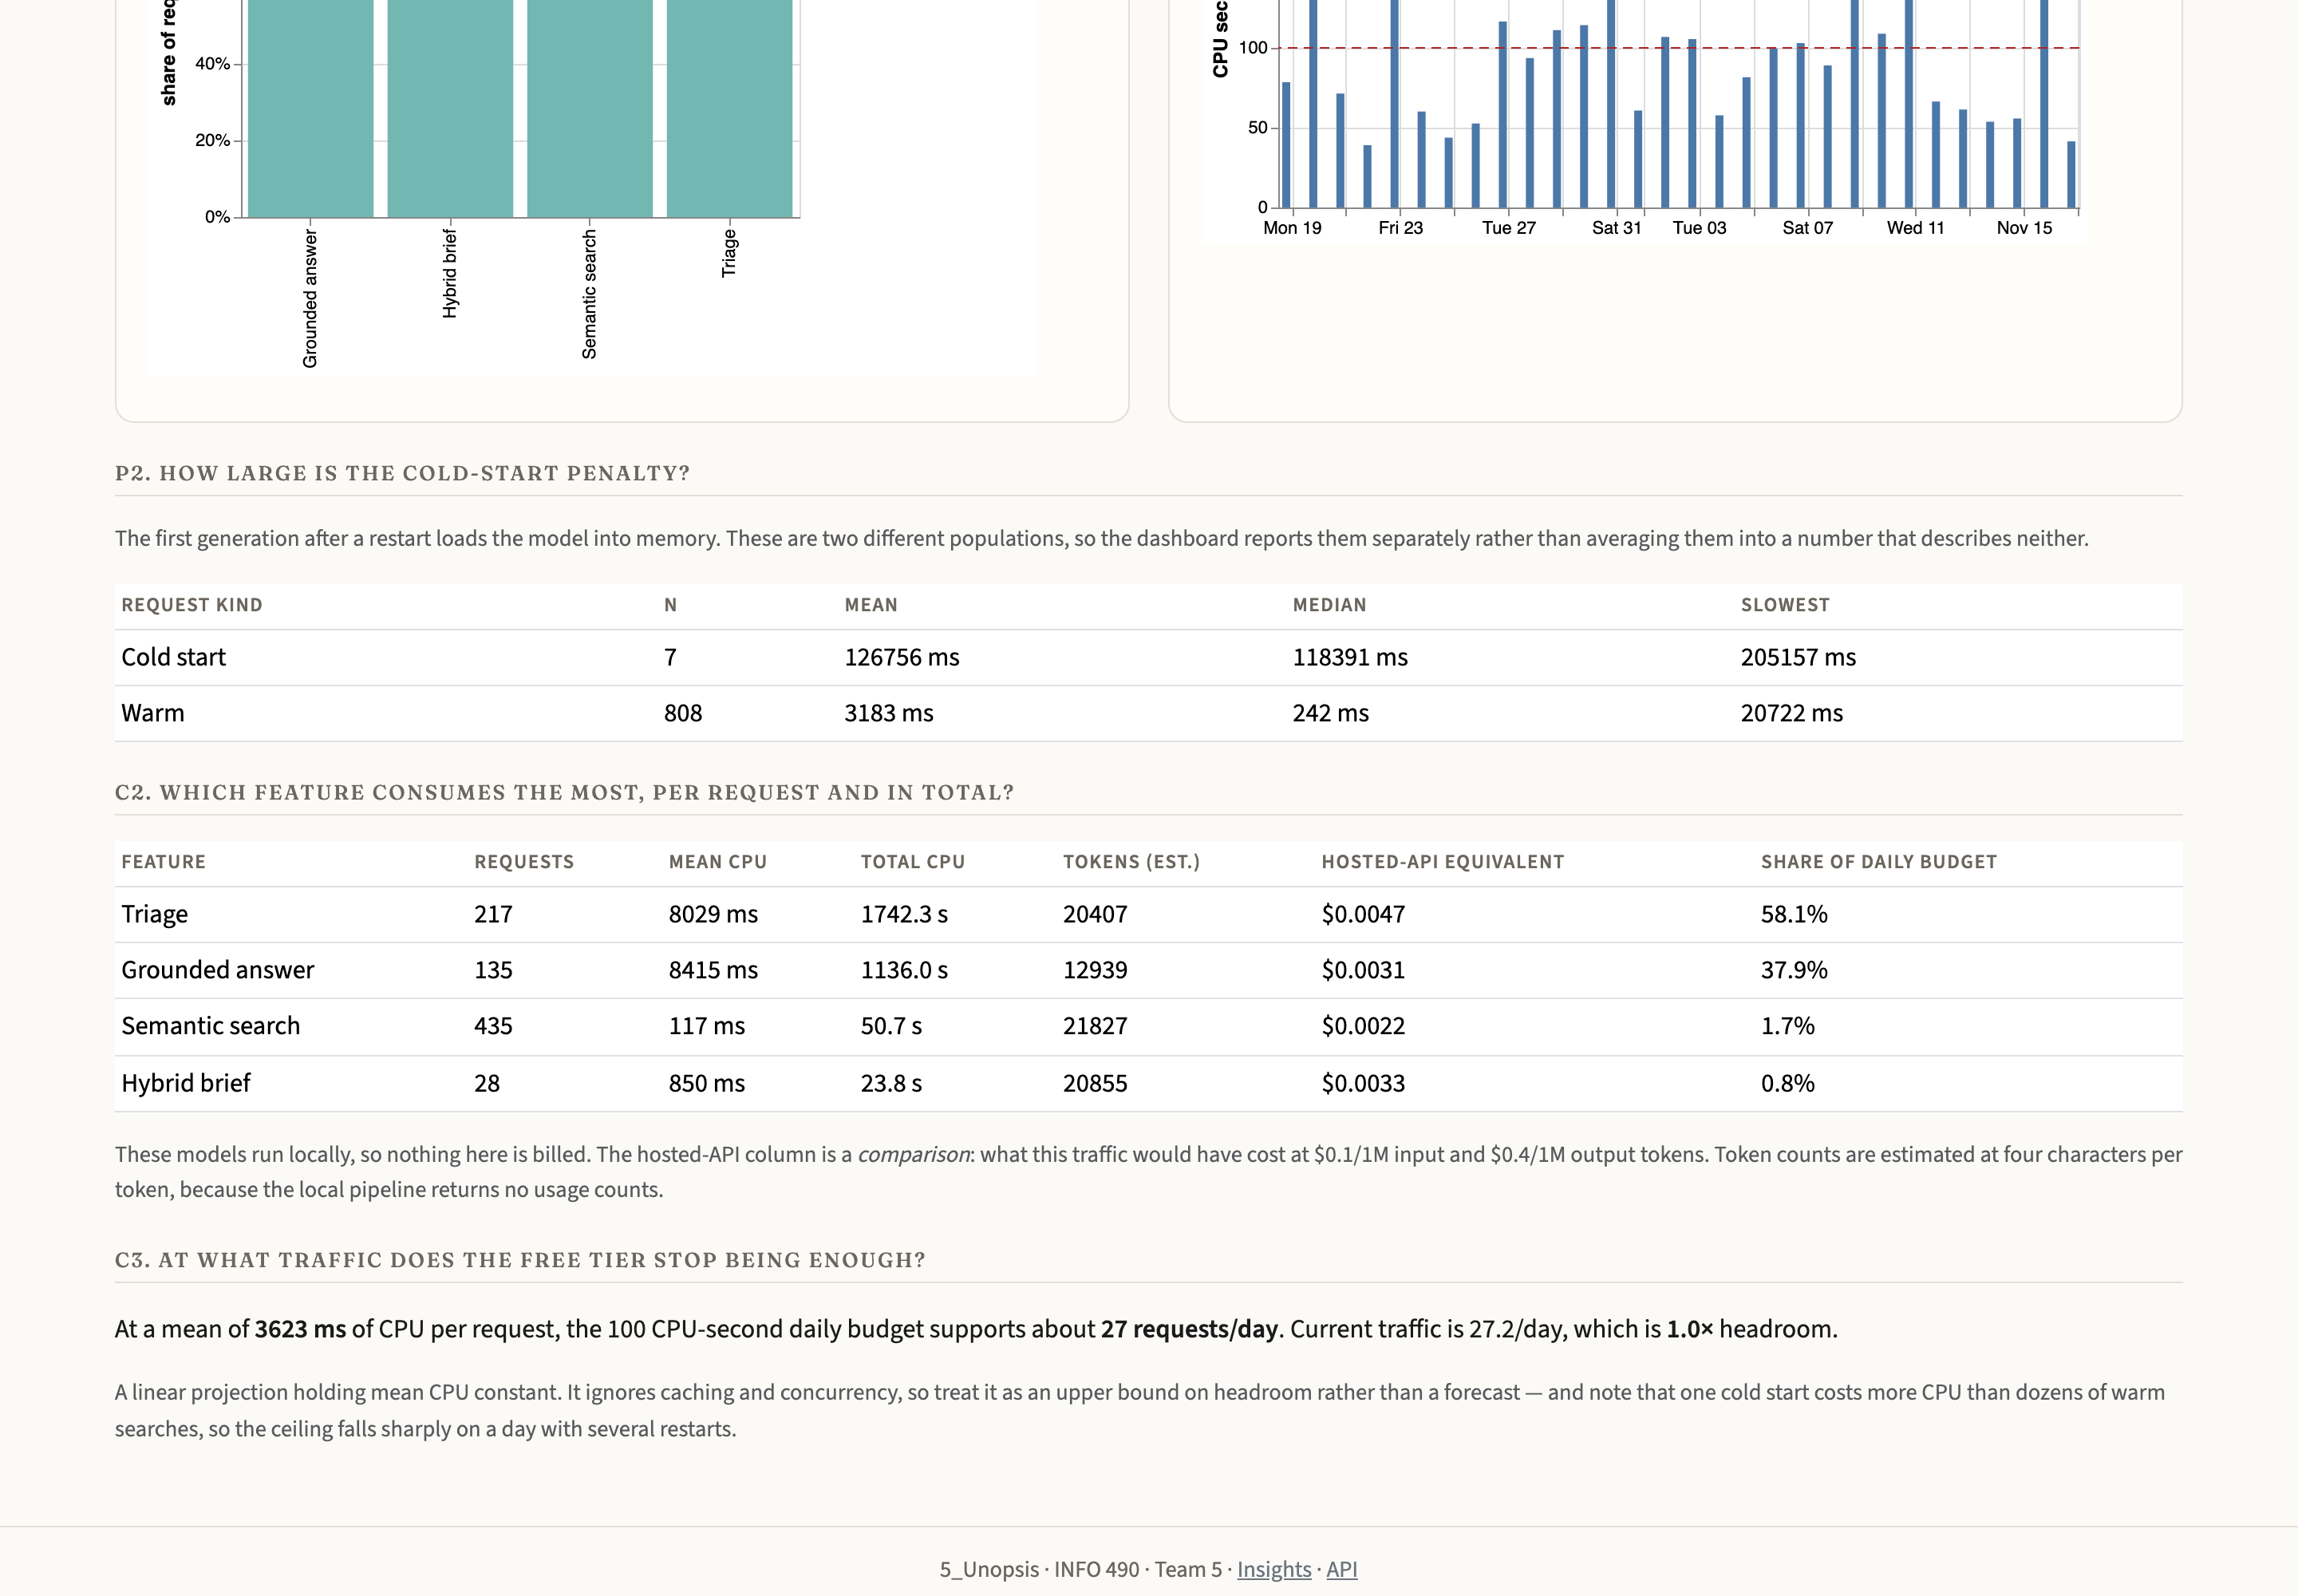 share of req
40%
20%
0%
Grounded answer
Hybrid brief
Semantic search
Triage
CPU sec
100
50
0
Mon 19 Fri 23 Tue 27 Sat 31 Tue 03 Sat 07 Wed 11 Nov 15
P2. HOW LARGE IS THE COLD-START PENALTY?
The first generation after a restart loads the model into memory. These are two different populations, so the dashboard reports them separately rather than averaging them into a number that describes neither.
REQUEST KIND N MEAN MEDIAN SLOWEST
Cold start 7 126756 ms 118391 ms 205157 ms
Warm 808 3183 ms 242 ms 20722 ms
C2. WHICH FEATURE CONSUMES THE MOST, PER REQUEST AND IN TOTAL?
FEATURE REQUESTS MEAN CPU TOTAL CPU TOKENS (EST.) HOSTED-API EQUIVALENT SHARE OF DAILY BUDGET
Triage 217 8029 ms 1742.3 s 20407 $0.0047 58.1%
Grounded answer 135 8415 ms 1136.0 s 12939 $0.0031 37.9%
Semantic search 435 117 ms 50.7 s 21827 $0.0022 1.7%
Hybrid brief 28 850 ms 23.8 s 20855 $0.0033 0.8%
These models run locally, so nothing here is billed. The hosted-API column is a comparison: what this traffic would have cost at $0.1/1M input and $0.4/1M output tokens. Token counts are estimated at four characters per
token, because the local pipeline returns no usage counts.
C3. AT WHAT TRAFFIC DOES THE FREE TIER STOP BEING ENOUGH?
At a mean of 3623 ms of CPU per request, the 100 CPU-second daily budget supports about 27 requests/day. Current traffic is 27.2/day, which is 1.0× headroom.
A linear projection holding mean CPU constant. It ignores caching and concurrency, so treat it as an upper bound on headroom rather than a forecast — and note that one cold start costs more CPU than dozens of warm
searches, so the ceiling falls sharply on a day with several restarts.
5_Unopsis · INFO 490 · Team 5 · Insights · API